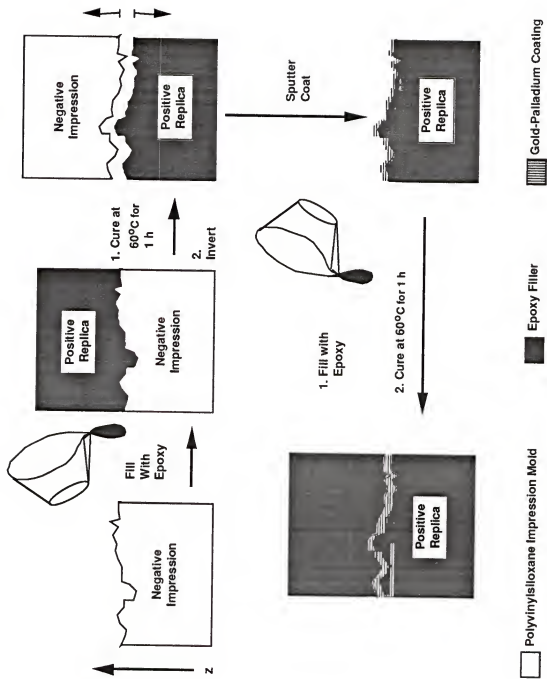 Z
Negative
Impression
Fill
With
Epoxy
Positive
Replica
Negative
Impression
1. Cure at
60°C for
1 h
2.
Invert
Negative
Impression
Positive
Replica
Sputter
Coat
Positive
Replica
1. Fill with
Epoxy
2. Cure at 60°C for 1 h
Positive
Replica
Polyvinylsiloxane Impression Mold
Epoxy Filler
Gold-Palladium Coating